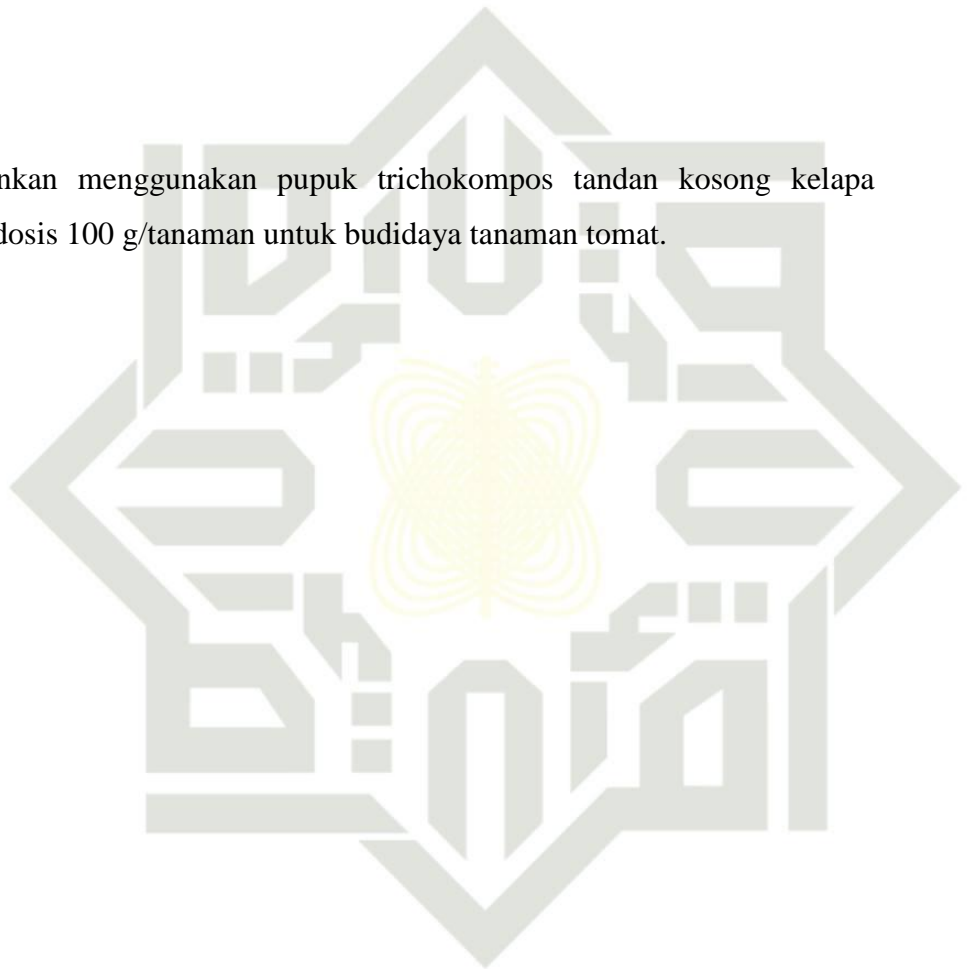 nkan menggunakan pupuk trichokompos tandan kosong kelapa
dosis 100 g/tanaman untuk budidaya tanaman tomat.